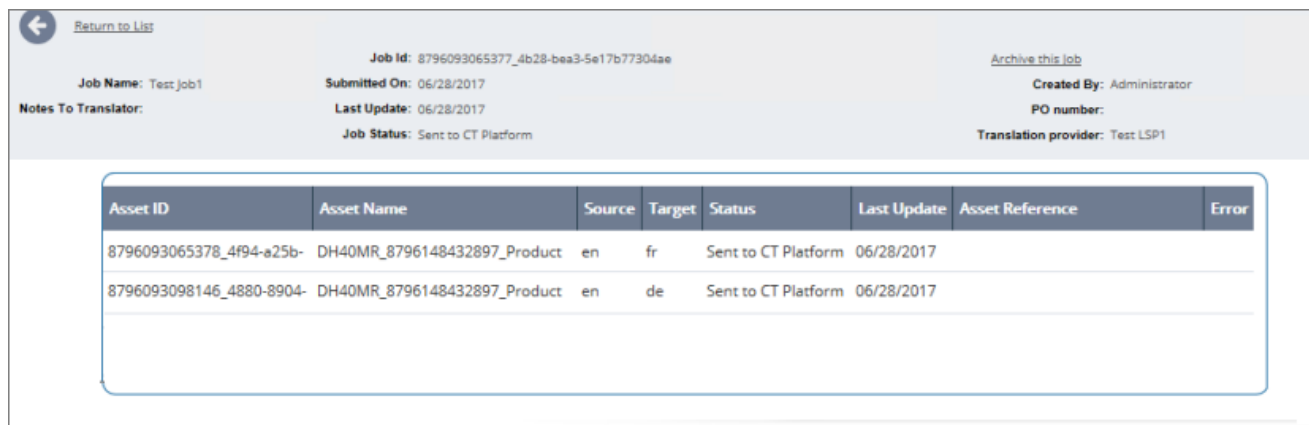 Return to List
Job Id: 8796093065377_4b28-bea3-5e17b77304ae
Archive this Job
Job Name: Test Job1
Submitted On: 06/28/2017
Created By: Administrator
Notes To Translator:
Last Update: 06/28/2017
PO number:
Job Status: Sent to CT Platform
Translation provider: Test LSP1
Asset ID Asset Name Source Target Status Last Update Asset Reference Error
8796093065378_4f94-a25b- DH40MR_8796148432897_Product en fr Sent to CT Platform 06/28/2017
8796093098146_4880-8904- DH40MR_8796148432897_Product en de Sent to CT Platform 06/28/2017